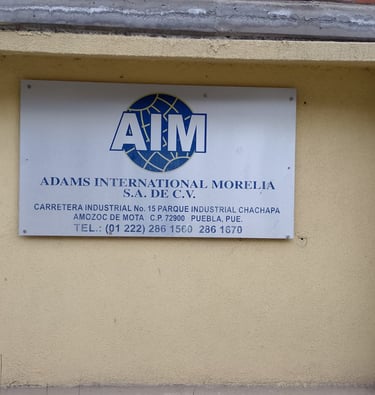 AIM
ADAMS INTERNATIONAL MORELIA
S.A. DE C.V.
CARRETERA INDUSTRIAL No. 15 PARQUE INDUSTRIAL CHACHAPA
AMOZOC DE MOTA C.P. 72900 PUEBLA, PUE.
TEL.: (01 222) 286 1560 286 1670